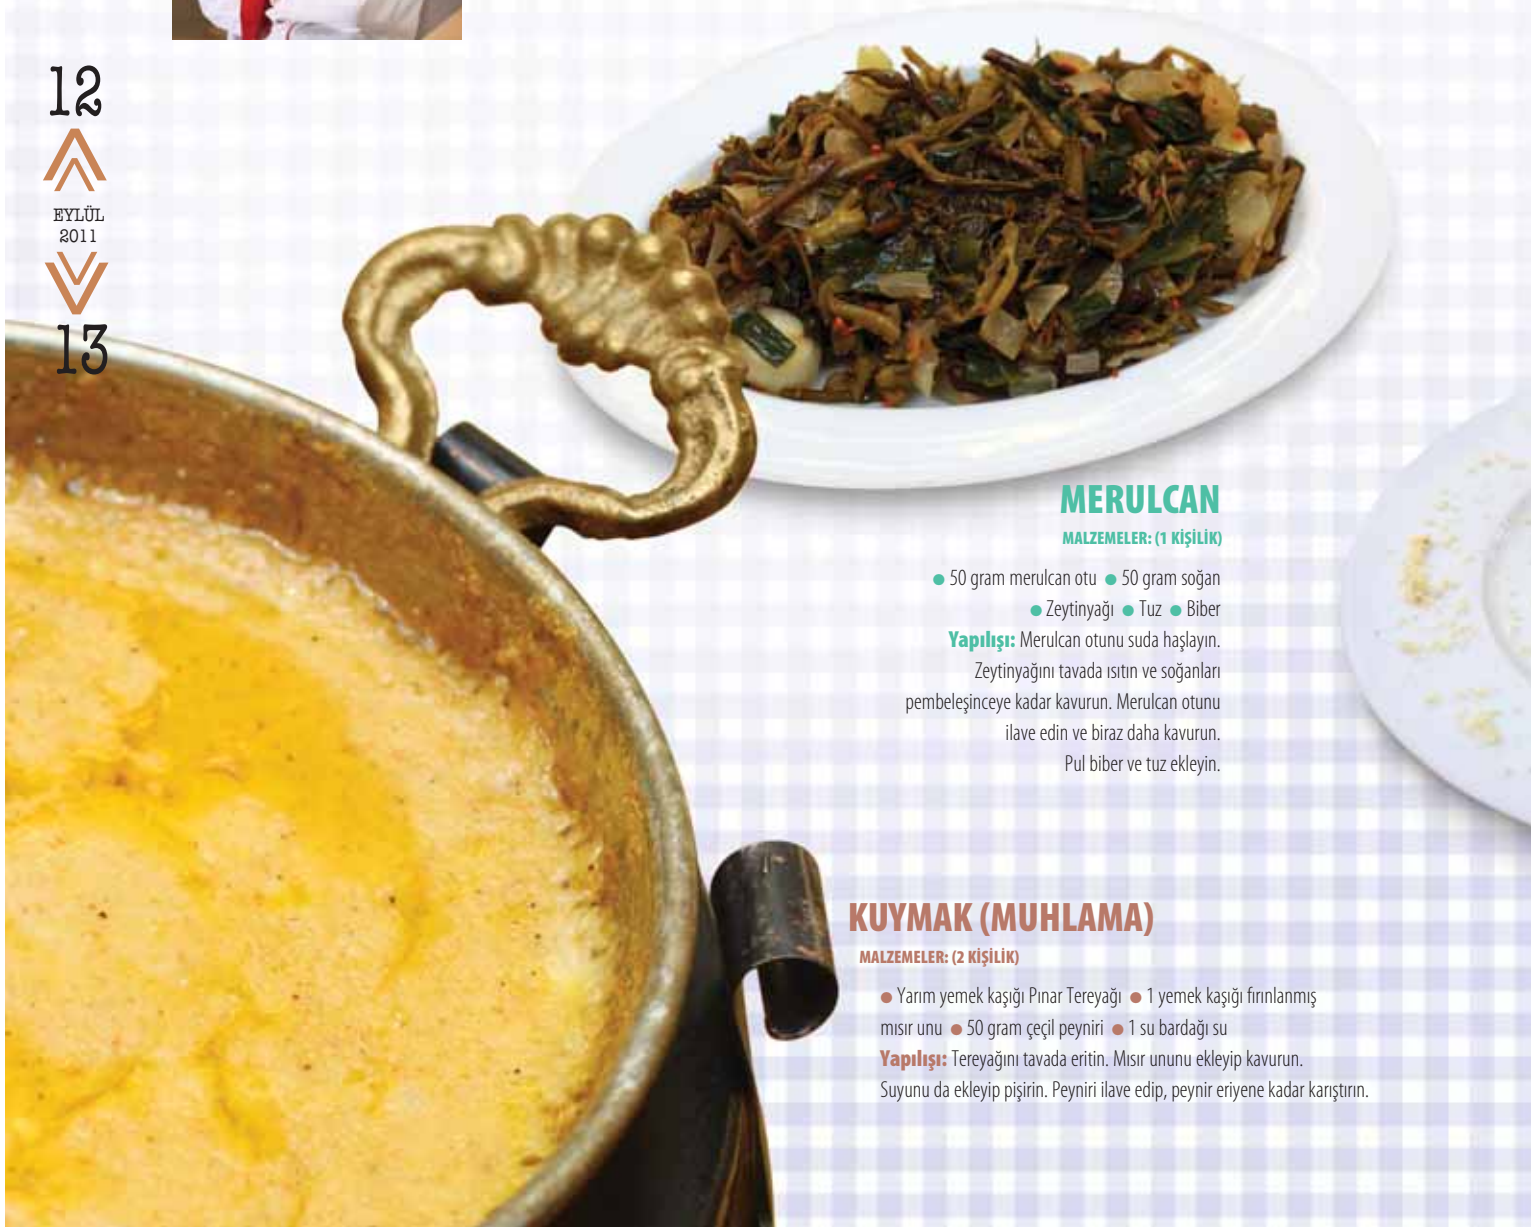 12
EYLÜL
2011
13
MERULCAN
MALZEMELER: (1 KİŞİLİK)
● 50 gram merulcan otu ● 50 gram soğan
● Zeytinyağı ● Tuz ● Biber
Yapılışı: Merulcan otunu suda haşlayın.
Zeytinyağını tavada ısıtın ve soğanları
pembeleşinceye kadar kavurun. Merulcan otunu
ilave edin ve biraz daha kavurun.
Pul biber ve tuz ekleyin.
KUYMAK (MUHLAMA)
MALZEMELER: (2 KİŞİLİK)
● Yarım yemek kaşığı Pınar Tereyağı ● 1 yemek kaşığı fırınlanmış
mısır unu ● 50 gram çeçil peyniri ● 1 su bardağı su
Yapılışı: Tereyağını tavada eritin. Mısır ununu ekleyip kavurun.
Suyunu da ekleyip pişirin. Peyniri ilave edip, peynir eriyene kadar karıştırın.